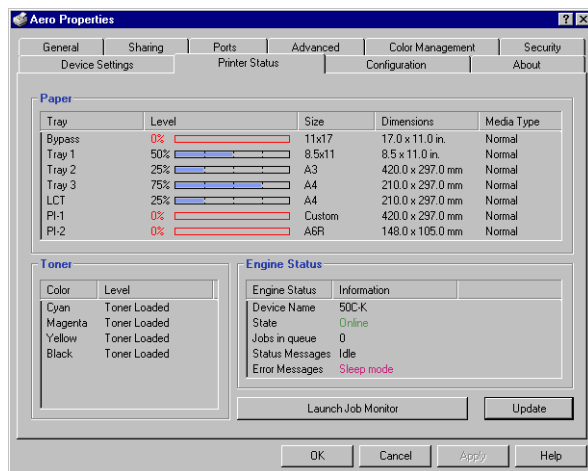 Aero Properties
General Sharing Ports Advanced Color Management Security
Device Settings Printer Status Configuration About
Paper
Tray Level Size Dimensions Media Type
Bypass 0% 11x17 17.0 x 11.0 in. Normal
Tray 1 50% 8.5x11 8.5 x 11.0 in. Normal
Tray 2 25% A3 420.0 x 297.0 mm Normal
Tray 3 75% A4 210.0 x 297.0 mm Normal
LCT 25% A4 210.0 x 297.0 mm Normal
PI-1 0% Custom 420.0 x 297.0 mm Normal
PI-2 0% A6R 148.0 x 105.0 mm Normal
Toner
Color Level
Cyan Toner Loaded
Magenta Toner Loaded
Yellow Toner Loaded
Black Toner Loaded
Engine Status
Engine Status Information
Device Name 50C-K
State Online
Jobs in queue 0
Status Messages Idle
Error Messages Sleep mode
Launch Job Monitor Update
OK Cancel Apply Help